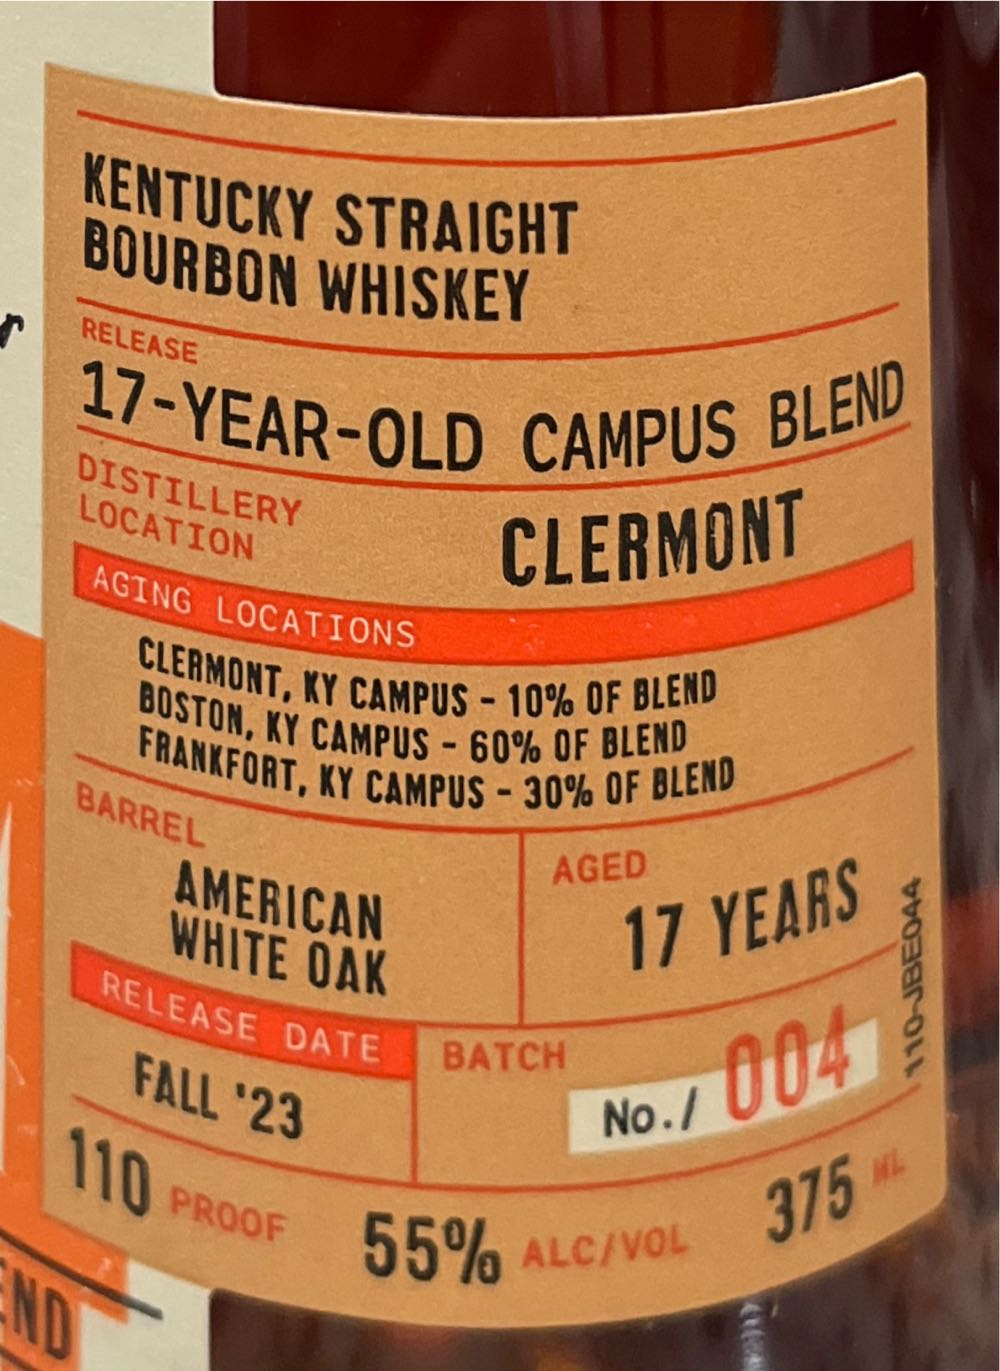 KENTUCKY STRAIGHT
BOURBON WHISKEY
RELEASE
17-YEAR-OLD CAMPUS BLEND
DISTILLERY
LOCATION
CLERMONT
AGING LOCATIONS
CLERMONT, KY CAMPUS - 10% OF BLEND
BOSTON, KY CAMPUS - 60% OF BLEND
FRANKFORT, KY CAMPUS - 30% OF BLEND
BARREL
AMERICAN
WHITE OAK
AGED
17 YEARS
RELEASE DATE
FALL '23
BATCH
No./ 004
110-JBE044
110 PROOF 55% ALC/VOL 375 ML